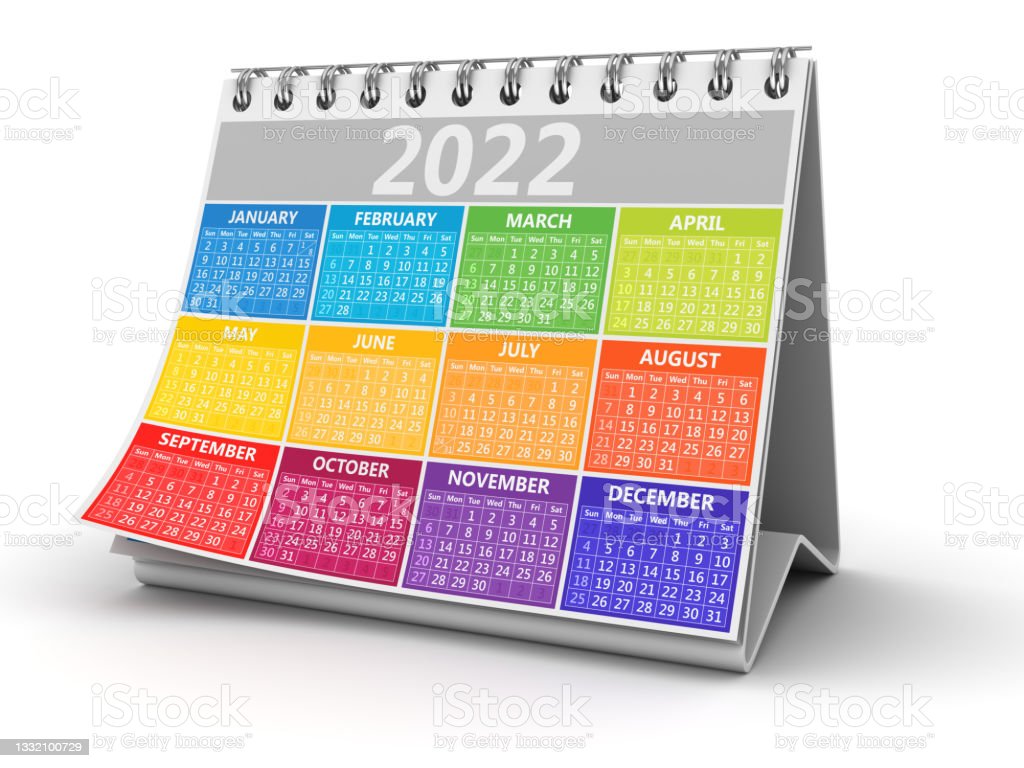 2022
JANUARY
Sun Mon Tue Wed Thu Fri Sat
2 3 4 5 6 7
9 10 11 12 13 14 15
16 17 18 19 20 21 22
23 24 25 26 27 28 29
30 31
FEBRUARY
Sun Mon Tue Wed Thu Fri Sat
1 2 3 4 5
6 7 8 9 10 11 12
13 14 15 16 17 18 19
20 21 22 23 24 25 26
27 28
MARCH
Sun Mon Tue Wed Thu Fri Sat
1 2 3 4 5
6 7 8 9 10 11 12
13 14 15 16 17 18 19
20 21 22 23 24 25 26
27 28 29 30 31
APRIL
Sun Mon Tue Wed Thu Fri Sat
27 28 29 30 31 1 2
3 4 5 6 7 8 9
10 11 12 13 14 15 16
17 18 19 20 21 22 23
24 25 26 27 28 29 30
MAY
Sun Mon Tue Wed Thu Fri Sat
1 2 3 4 5 6 7
8 9 10 11 12 13 14
15 16 17 18 19 20 21
22 23 24 25 26 27 28
29 30 31
JUNE
Sun Mon Tue Wed Thu Fri Sat
1 2 3 4
5 6 7 8 9 10 11
12 13 14 15 16 17 18
19 20 21 22 23 24 25
26 27 28 29 30
JULY
Sun Mon Tue Wed Thu Fri Sat
1 2
3 4 5 6 7 8 9
10 11 12 13 14 15 16
17 18 19 20 21 22 23
24/31 25 26 27 28 29 30
AUGUST
Sun Mon Tue Wed Thu Fri Sat
31 1 2 3 4 5 6
7 8 9 10 11 12 13
14 15 16 17 18 19 20
21 22 23 24 25 26 27
28 29 30 31
SEPTEMBER
Sun Mon Tue Wed Thu Fri Sat
1 2 3
4 5 6 7 8 9 10
11 12 13 14 15 16 17
18 19 20 21 22 23 24
25 26 27 28 29 30
OCTOBER
Sun Mon Tue Wed Thu Fri Sat
2 3 4 5 6 7
9 10 11 12 13 14 15
16 17 18 19 20 21 22
23 24 25 26 27 28 29
30 31
NOVEMBER
Sun Mon Tue Wed Thu Fri Sat
30 31 1 2 3 4 5
6 7 8 9 10 11 12
13 14 15 16 17 18 19
20 21 22 23 24 25 26
27 28 29 30 1 2 3
DECEMBER
Sun Mon Tue Wed Thu Fri Sat
1 2 3
4 5 6 7 8 9 10
11 12 13 14 15 16 17
18 19 20 21 22 23 24
25 26 27 28 29 30 31
iStock
by Getty Images™
1332100729